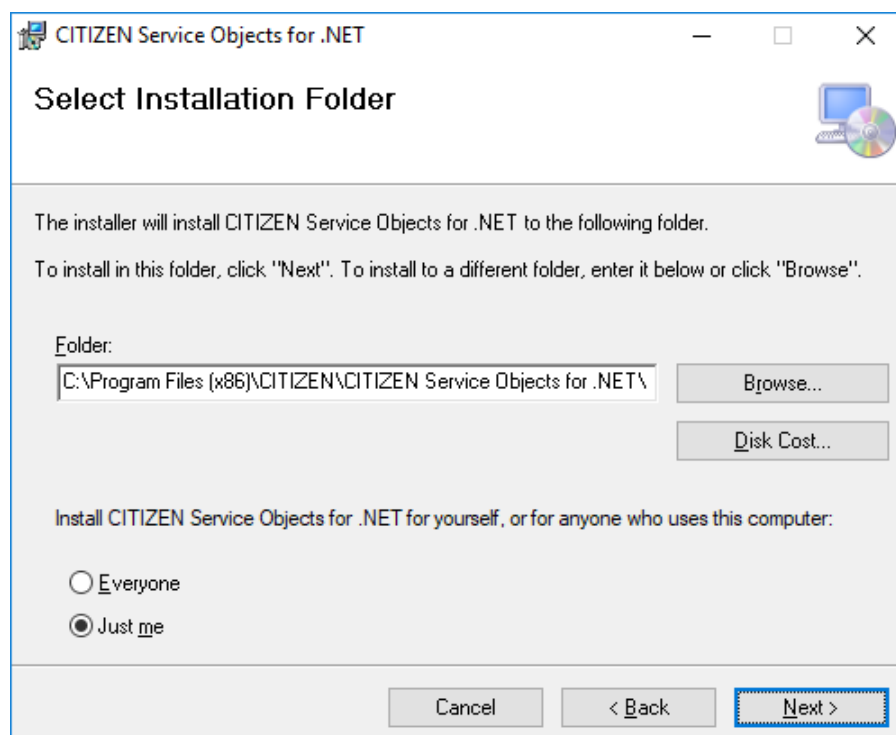 CITIZEN Service Objects for .NET
Select Installation Folder
The installer will install CITIZEN Service Objects for .NET to the following folder.
To install in this folder, click "Next". To install to a different folder, enter it below or click "Browse".
Folder:
C:\Program Files (x86)\CITIZEN\CITIZEN Service Objects for .NET\
Browse...
Disk Cost...
Install CITIZEN Service Objects for .NET for yourself, or for anyone who uses this computer:
Everyone
Just me
Cancel
< Back
Next >